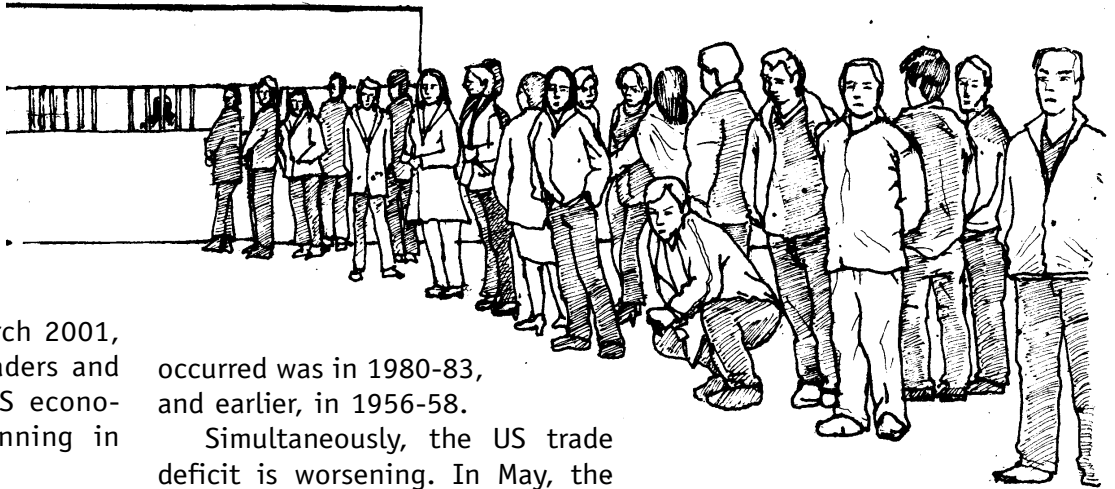 rch 2001,
aders and
S econo-
nning in
occurred was in 1980-83,
and earlier, in 1956-58.
Simultaneously, the US trade
deficit is worsening. In May, the